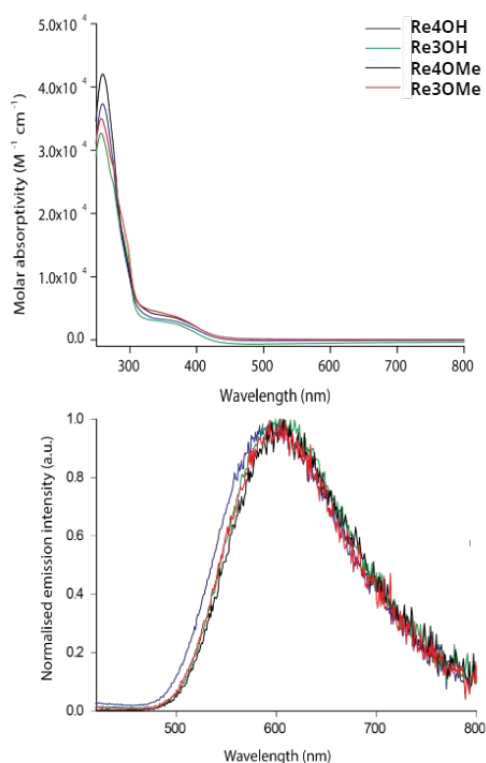 5.0x10 4
4.0x10 4
3.0x10 4
2.0x10 4
1.0x10 4
0.0
Molar absorptivity (M -1 cm -1)
Re4OH
Re3OH
Re4OMe
Re3OMe
300 400 500 600 700 800
Wavelength (nm)
1.0
0.8
0.6
0.4
0.2
0.0
Normalised emission intensity (a.u.)
500 600 700 800
Wavelength (nm)